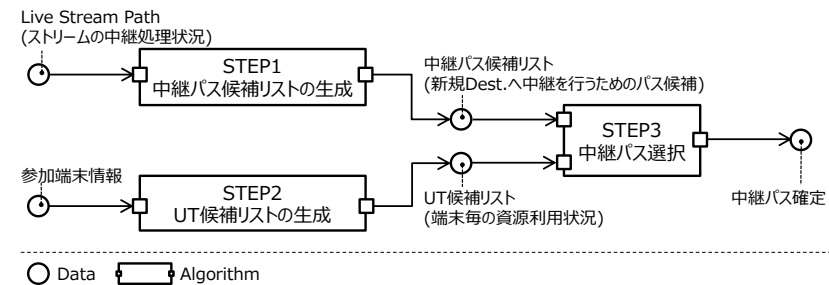 Live Stream Path
(ストリームの中継処理状況)
STEP1
中継パス候補リストの生成
中継パス候補リスト
(新規Dest.へ中継を行うためのパス候補)
STEP3
中継パス選択
参加端末情報
STEP2
UT候補リストの生成
UT候補リスト
(端末毎の資源利用状況)
中継パス確定
Data
Algorithm